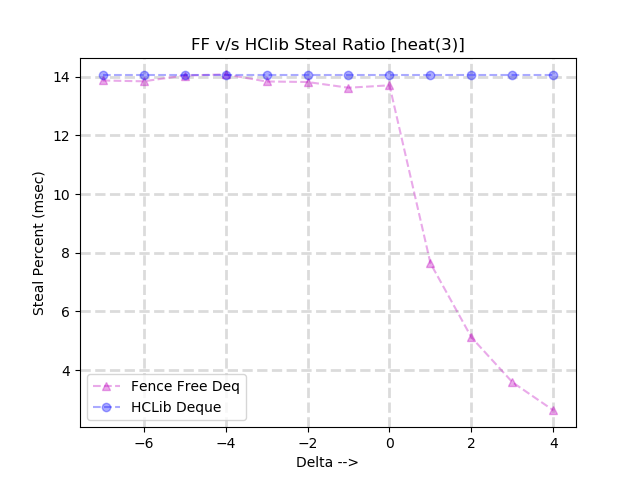 FF v/s HClib Steal Ratio [heat(3)]
Steal Percent (msec)
14
12
10
8
6
4
Fence Free Deq
HCLib Deque
−6
−4
−2
0
2
4
Delta -->